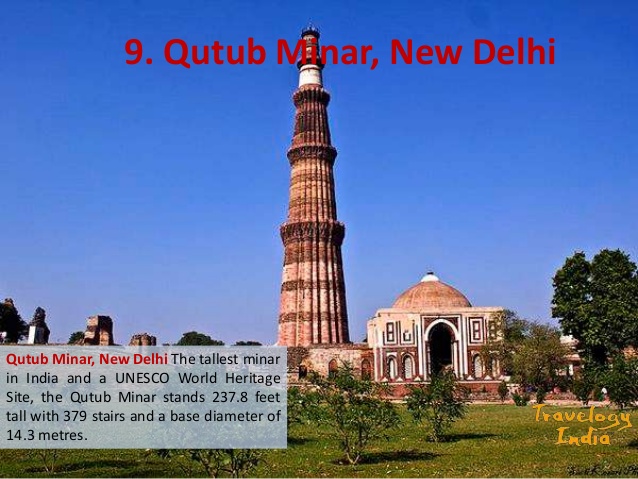 9. Qutub Minar, New Delhi
Qutub Minar, New Delhi The tallest minar
in India and a UNESCO World Heritage
Site, the Qutub Minar stands 237.8 feet
tall with 379 stairs and a base diameter of
14.3 metres.
Travelogy
India